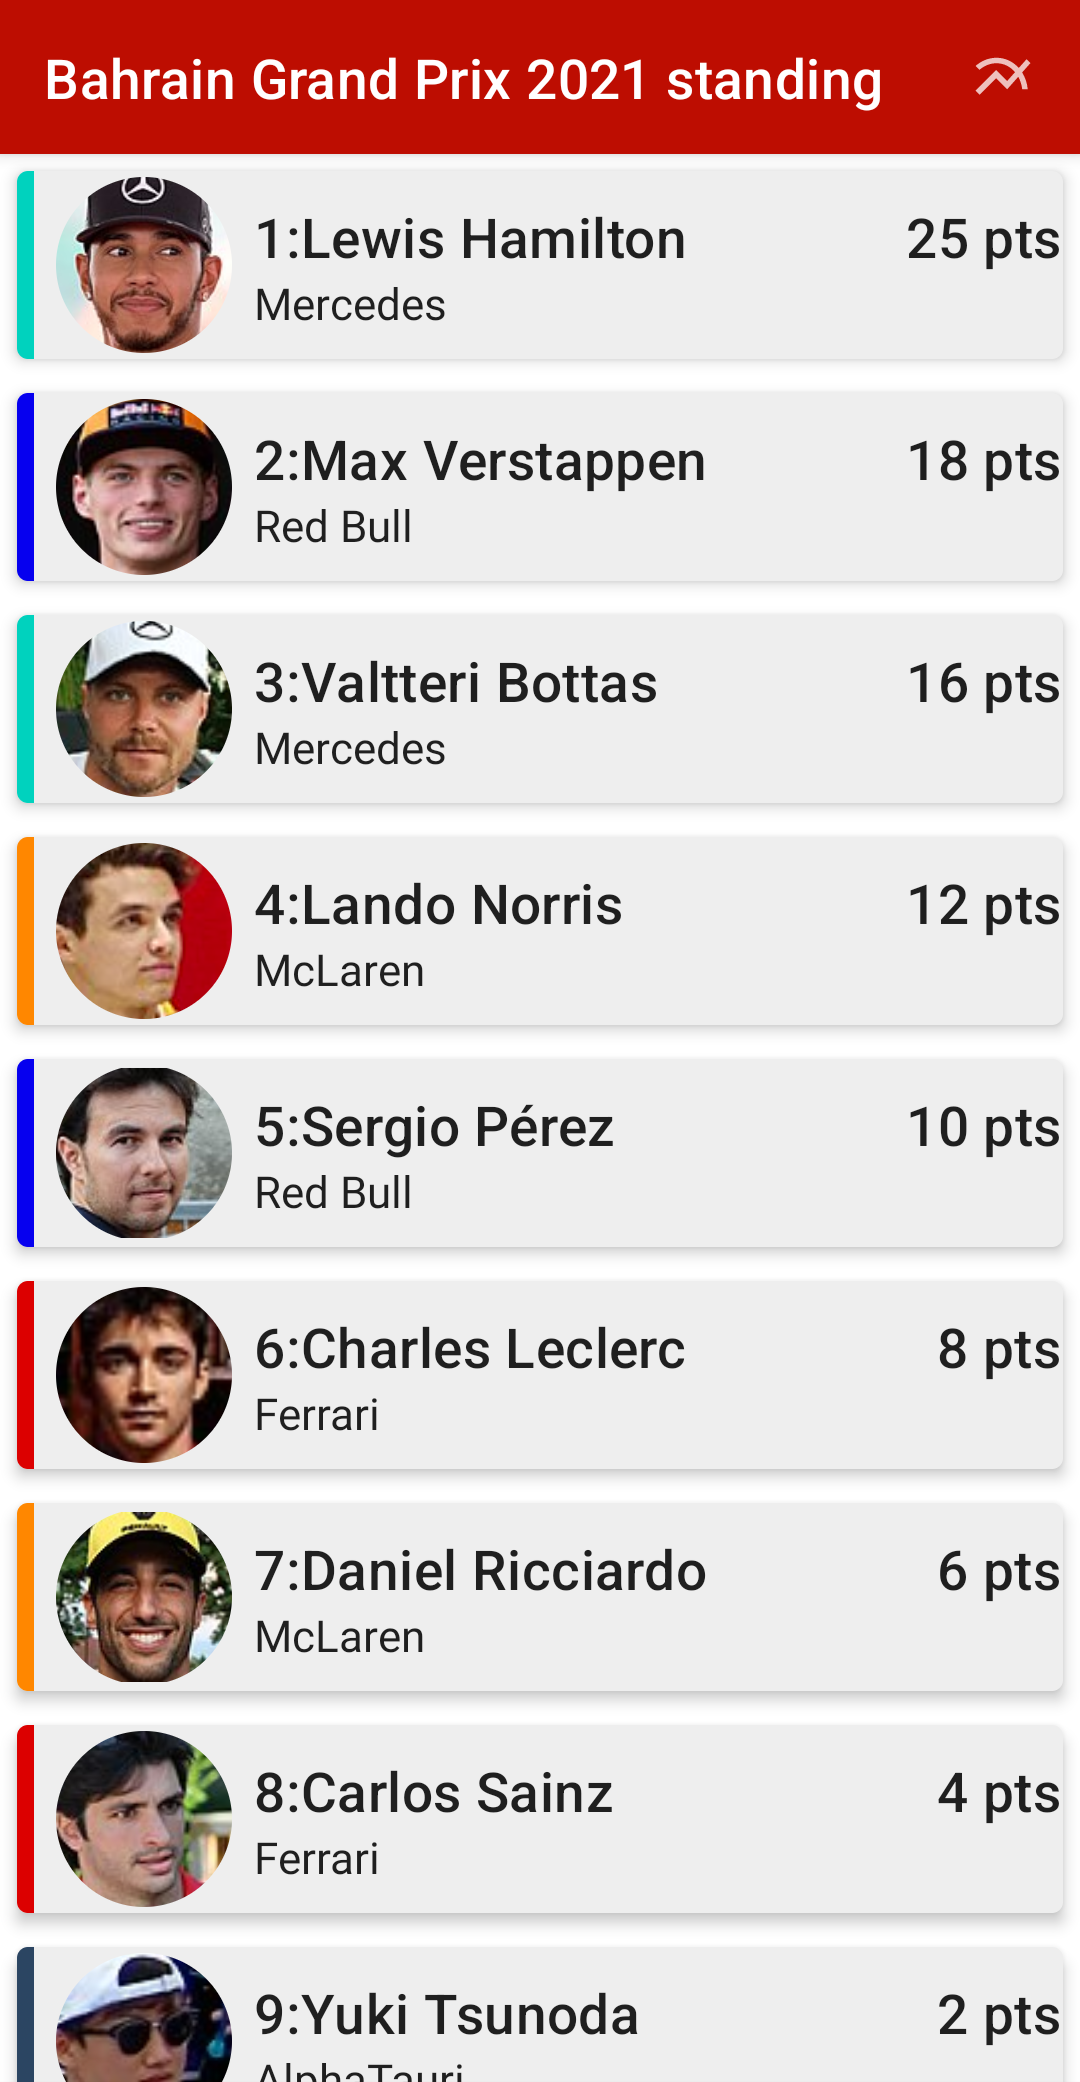 Bahrain Grand Prix 2021 standing
1:Lewis Hamilton 25 pts
Mercedes
2:Max Verstappen 18 pts
Red Bull
3:Valtteri Bottas 16 pts
Mercedes
4:Lando Norris 12 pts
McLaren
5:Sergio Pérez 10 pts
Red Bull
6:Charles Leclerc 8 pts
Ferrari
7:Daniel Ricciardo 6 pts
McLaren
8:Carlos Sainz 4 pts
Ferrari
9:Yuki Tsunoda 2 pts
AlphaTauri